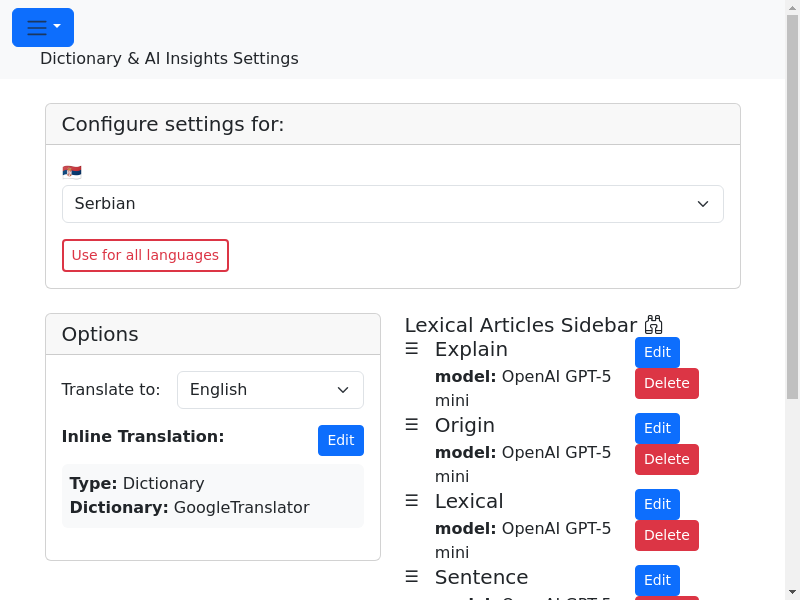 Dictionary & AI Insights Settings
Configure settings for:
Serbian
Use for all languages
Options
Translate to:
English
Inline Translation:
Edit
Type: Dictionary
Dictionary: GoogleTranslator
Lexical Articles Sidebar
Explain
Edit
model: OpenAI GPT-5
mini
Delete
Origin
Edit
model: OpenAI GPT-5
mini
Delete
Lexical
Edit
model: OpenAI GPT-5
mini
Delete
Sentence
Edit